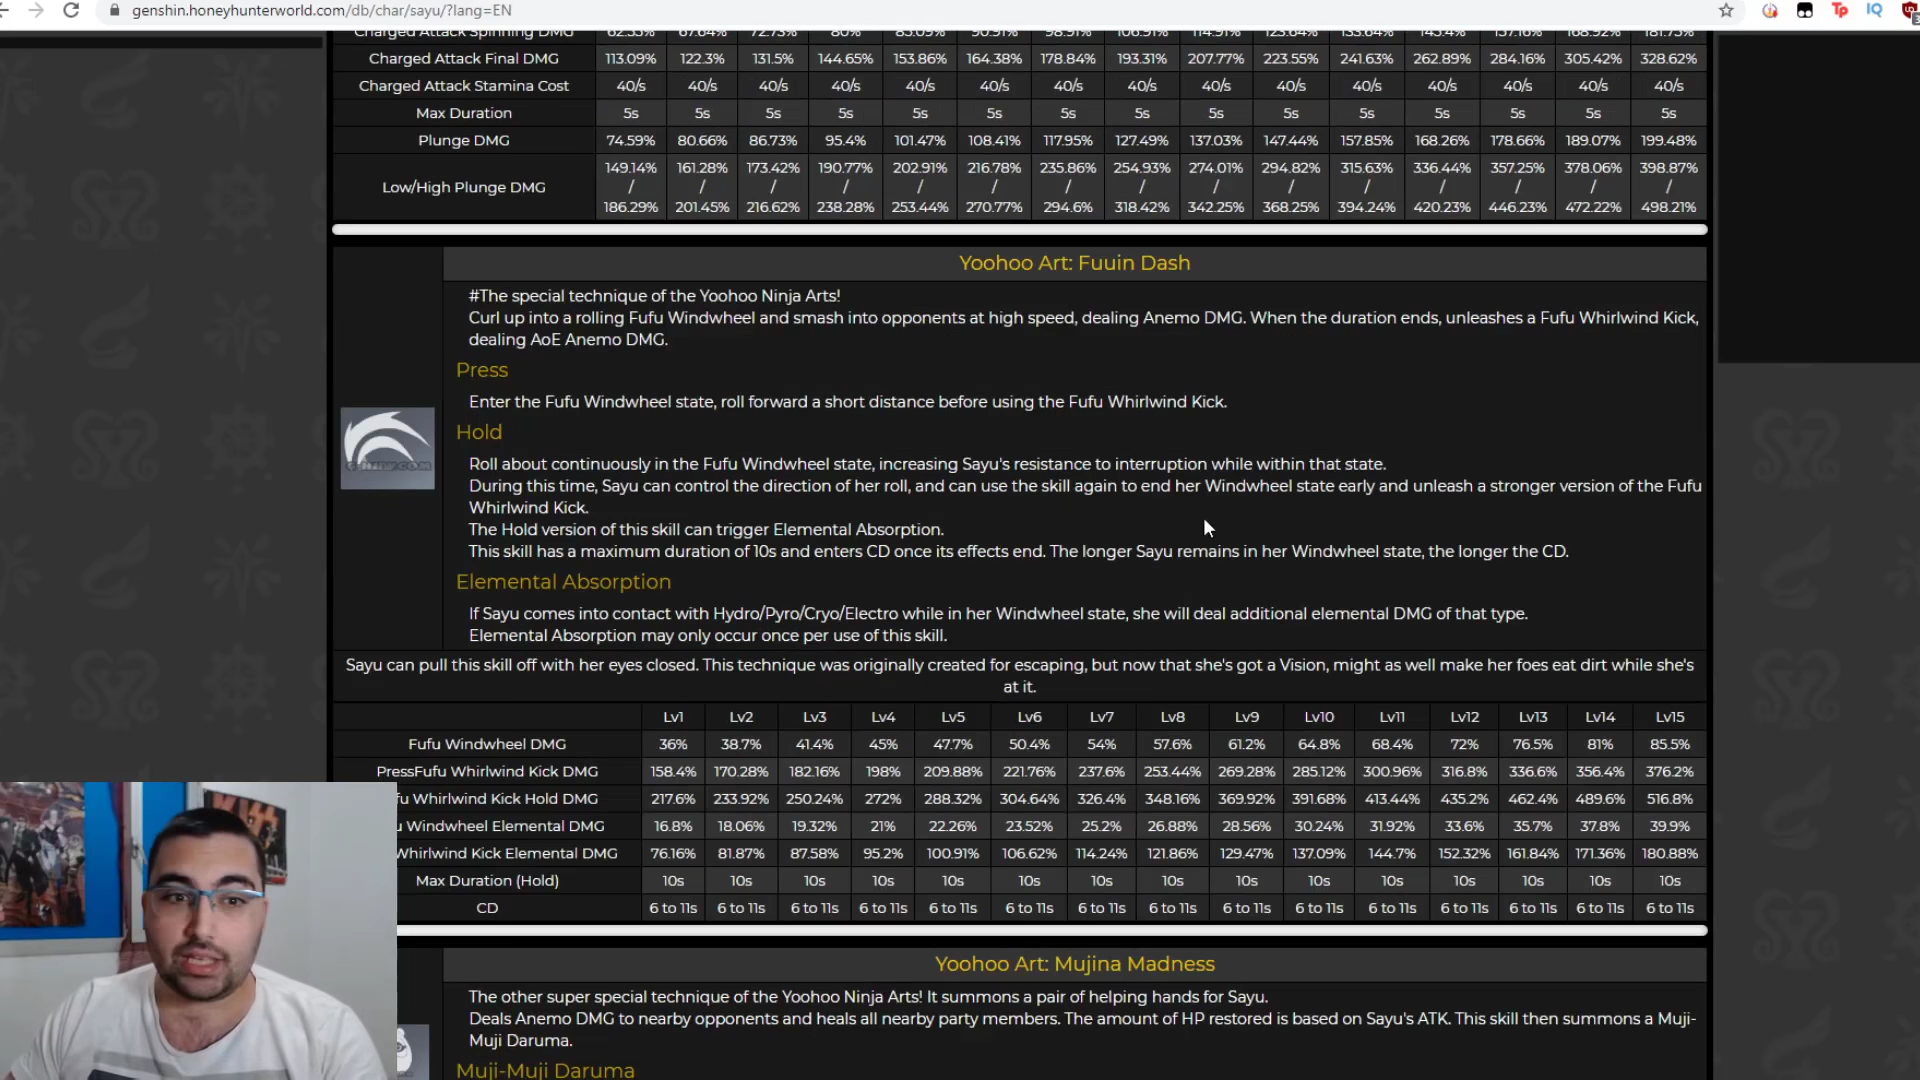 genshin.honeyhunterworld.com/db/char/sayu/?lang=EN
Charged Attack Spinning DMG 62.55% 67.64% 72.73% 80% 85.09% 90.91% 98.91% 106.91% 114.91% 123.64% 133.64% 145.4% 157.16% 168.92% 181.75%
Charged Attack Final DMG 113.09% 122.3% 131.5% 144.65% 153.86% 164.38% 178.84% 193.31% 207.77% 223.55% 241.63% 262.89% 284.16% 305.42% 328.62%
Charged Attack Stamina Cost 40/s 40/s 40/s 40/s 40/s 40/s 40/s 40/s 40/s 40/s 40/s 40/s 40/s 40/s 40/s
Max Duration 5s 5s 5s 5s 5s 5s 5s 5s 5s 5s 5s 5s 5s 5s 5s
Plunge DMG 74.59% 80.66% 86.73% 95.4% 101.47% 108.41% 117.95% 127.49% 137.03% 147.44% 157.85% 168.26% 178.66% 189.07% 199.48%
149.14% 161.28% 173.42% 190.77% 202.91% 216.78% 235.86% 254.93% 274.01% 294.82% 315.63% 336.44% 357.25% 378.06% 398.87%
Low/High Plunge DMG / / / / / / / / / / / / / / /
186.29% 201.45% 216.62% 238.28% 253.44% 270.77% 294.6% 318.42% 342.25% 368.25% 394.24% 420.23% 446.23% 472.22% 498.21%
Yoohoo Art: Fuuin Dash
#The special technique of the Yoohoo Ninja Arts!
Curl up into a rolling Fufu Windwheel and smash into opponents at high speed, dealing Anemo DMG. When the duration ends, unleashes a Fufu Whirlwind Kick,
dealing AoE Anemo DMG.
Press
Enter the Fufu Windwheel state, roll forward a short distance before using the Fufu Whirlwind Kick.
Hold
Roll about continuously in the Fufu Windwheel state, increasing Sayu's resistance to interruption while within that state.
During this time, Sayu can control the direction of her roll, and can use the skill again to end her Windwheel state early and unleash a stronger version of the Fufu
Whirlwind Kick.
The Hold version of this skill can trigger Elemental Absorption.
This skill has a maximum duration of 10s and enters CD once its effects end. The longer Sayu remains in her Windwheel state, the longer the CD.
Elemental Absorption
If Sayu comes into contact with Hydro/Pyro/Cryo/Electro while in her Windwheel state, she will deal additional elemental DMG of that type.
Elemental Absorption may only occur once per use of this skill.
Sayu can pull this skill off with her eyes closed. This technique was originally created for escaping, but now that she's got a Vision, might as well make her foes eat dirt while she's
at it.
Lv1 Lv2 Lv3 Lv4 Lv5 Lv6 Lv7 Lv8 Lv9 Lv10 Lv11 Lv12 Lv13 Lv14 Lv15
Fufu Windwheel DMG 36% 38.7% 41.4% 45% 47.7% 50.4% 54% 57.6% 61.2% 64.8% 68.4% 72% 76.5% 81% 85.5%
PressFufu Whirlwind Kick DMG 158.4% 170.28% 182.16% 198% 209.88% 221.76% 237.6% 253.44% 269.28% 285.12% 300.96% 316.8% 336.6% 356.4% 376.2%
fu Whirlwind Kick Hold DMG 217.6% 233.92% 250.24% 272% 288.32% 304.64% 326.4% 348.16% 369.92% 391.68% 413.44% 435.2% 462.4% 489.6% 516.8%
u Windwheel Elemental DMG 16.8% 18.06% 19.32% 21% 22.26% 23.52% 25.2% 26.88% 28.56% 30.24% 31.92% 33.6% 35.7% 37.8% 39.9%
Whirlwind Kick Elemental DMG 76.16% 81.87% 87.58% 95.2% 100.91% 106.62% 114.24% 121.86% 129.47% 137.09% 144.7% 152.32% 161.84% 171.36% 180.88%
Max Duration (Hold) 10s 10s 10s 10s 10s 10s 10s 10s 10s 10s 10s 10s 10s 10s 10s
CD 6 to 11s 6 to 11s 6 to 11s 6 to 11s 6 to 11s 6 to 11s 6 to 11s 6 to 11s 6 to 11s 6 to 11s 6 to 11s 6 to 11s 6 to 11s 6 to 11s 6 to 11s
Yoohoo Art: Mujina Madness
The other super special technique of the Yoohoo Ninja Arts! It summons a pair of helping hands for Sayu.
Deals Anemo DMG to nearby opponents and heals all nearby party members. The amount of HP restored is based on Sayu's ATK. This skill then summons a Muji-
Muji Daruma.
Muji-Muji Daruma